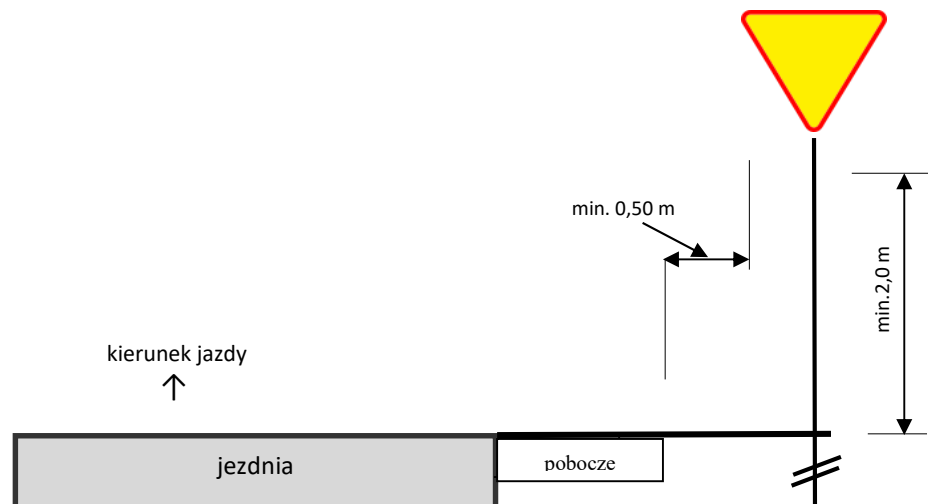 min. 0,50 m
min.2,0 m
kierunek jazdy
jezdnia
pobocze